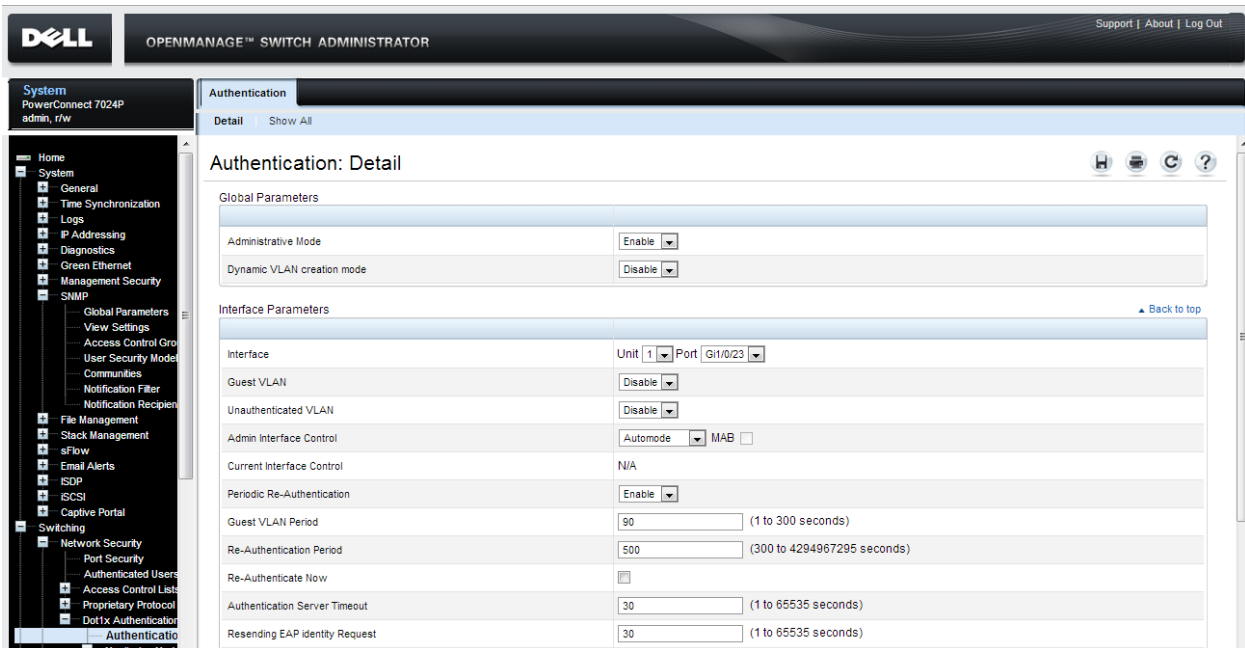 Support | About | Log Out
DELL
OPENMANAGE™ SWITCH ADMINISTRATOR
System
PowerConnect 7024P
admin, r/w
Authentication
Detail
Show All
Home
System
General
Time Synchronization
Logs
IP Addressing
Diagnostics
Green Ethernet
Management Security
SNMP
Global Parameters
View Settings
Access Control Gro
User Security Model
Communities
Notification Filter
Notification Recipien
File Management
Stack Management
sFlow
Email Alerts
ISDP
iSCSI
Captive Portal
Switching
Network Security
Port Security
Authenticated Users
Access Control Lists
Proprietary Protocol
Dot1x Authentication
Authenticatio
Authentication: Detail
Global Parameters
Administrative Mode Enable
Dynamic VLAN creation mode Disable
Interface Parameters Back to top
Interface Unit 1 Port Gi1/0/23
Guest VLAN Disable
Unauthenticated VLAN Disable
Admin Interface Control Automode MAB
Current Interface Control N/A
Periodic Re-Authentication Enable
Guest VLAN Period 90 (1 to 300 seconds)
Re-Authentication Period 500 (300 to 4294967295 seconds)
Re-Authenticate Now
Authentication Server Timeout 30 (1 to 65535 seconds)
Resending EAP identity Request 30 (1 to 65535 seconds)